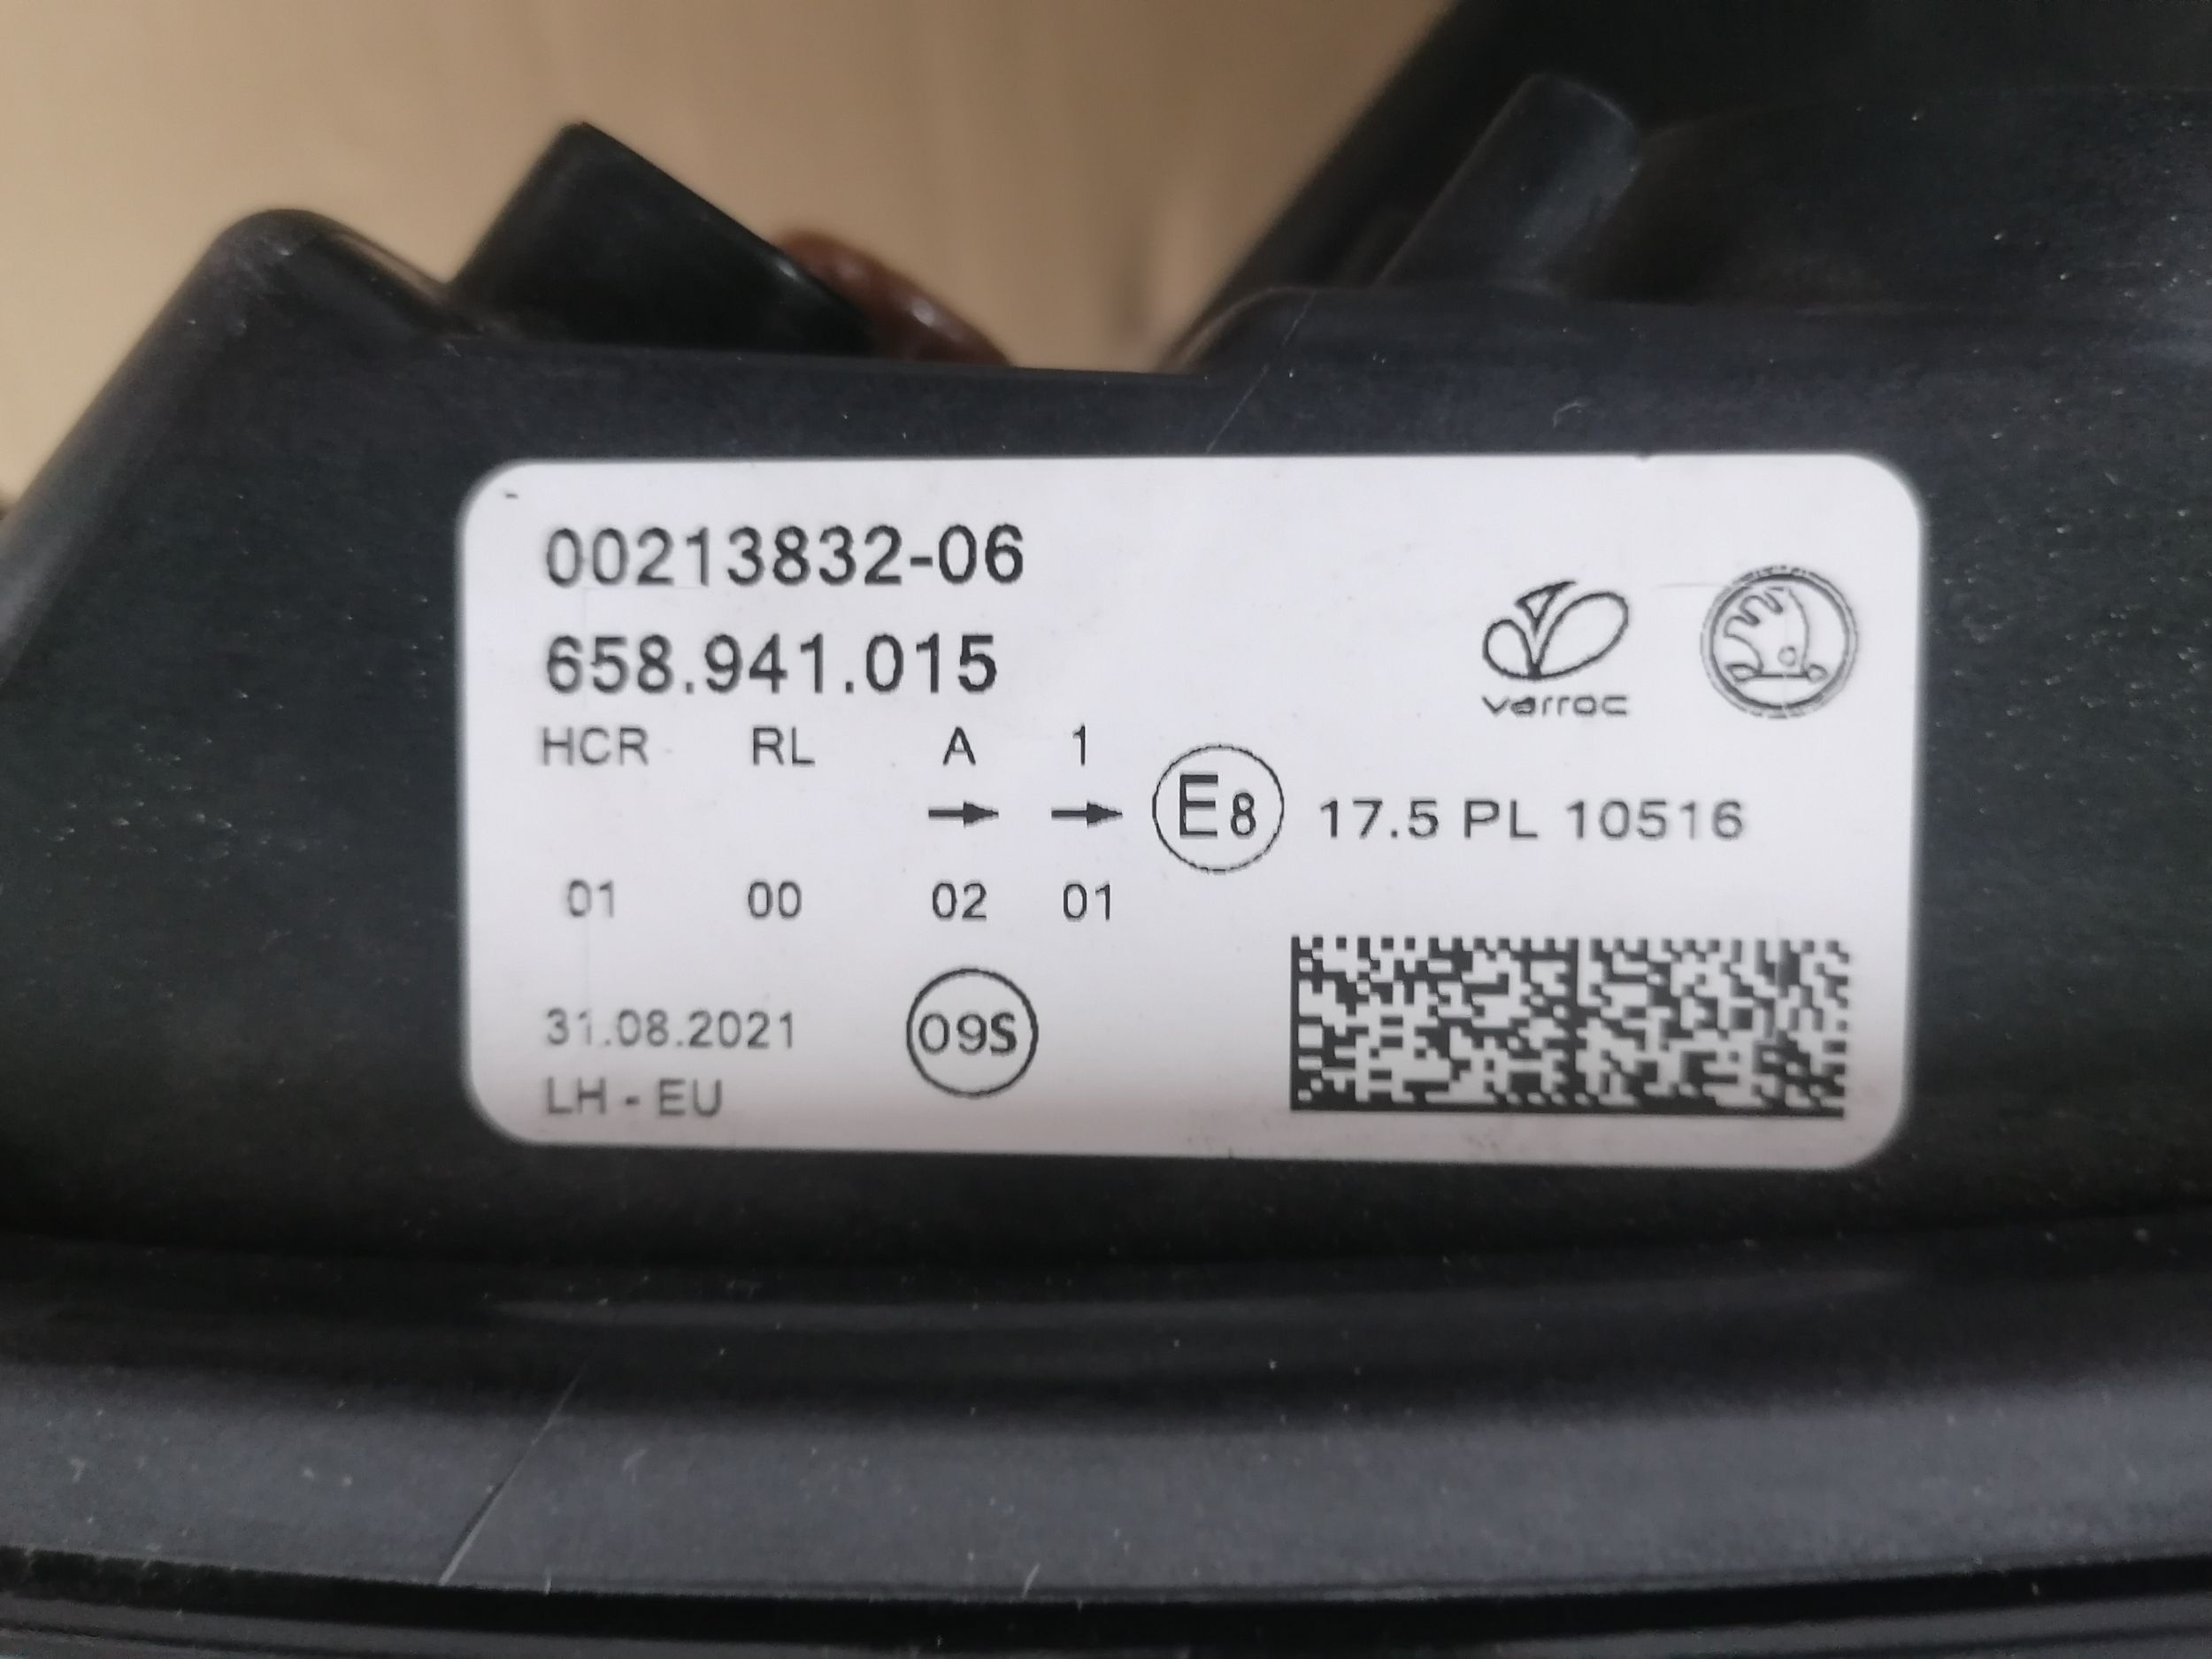 00213832-06
658.941.015
varroc
HCR RL A 1
→ → E8 17.5 PL 10516
01 00 02 01
31.08.2021 09S
LH - EU